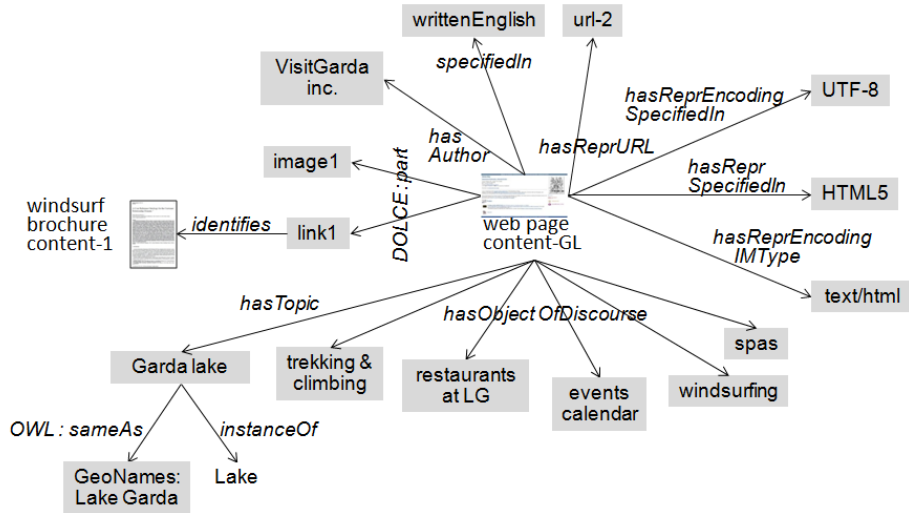 writtenEnglish
url-2
specifiedIn
VisitGarda
inc.
hasReprEncoding
SpecifiedIn
UTF-8
has
Author
hasReprURL
image1
DOLCE : part
hasRepr
SpecifiedIn
HTML5
windsurf
brochure
content-1
identifies
link1
web page
content-GL
hasReprEncoding
IMType
text/html
hasTopic
hasObject OfDiscourse
spas
Garda lake
trekking &
climbing
restaurants
at LG
events
calendar
windsurfing
OWL : sameAs
instanceOf
GeoNames:
Lake Garda
Lake